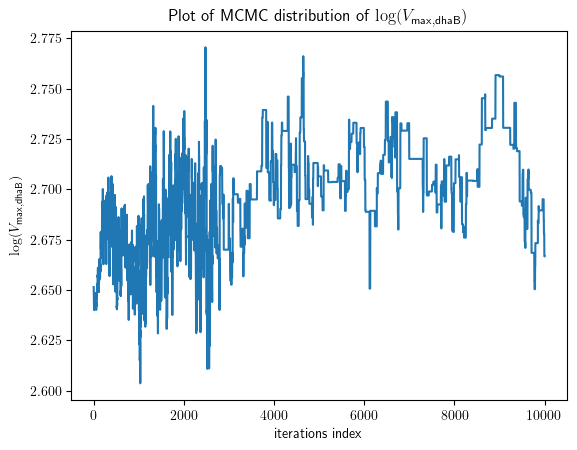 Plot of MCMC distribution of log(V_max,dhaB)
log(V_max,dhaB)
2.775
2.750
2.725
2.700
2.675
2.650
2.625
2.600
0 2000 4000 6000 8000 10000
iterations index